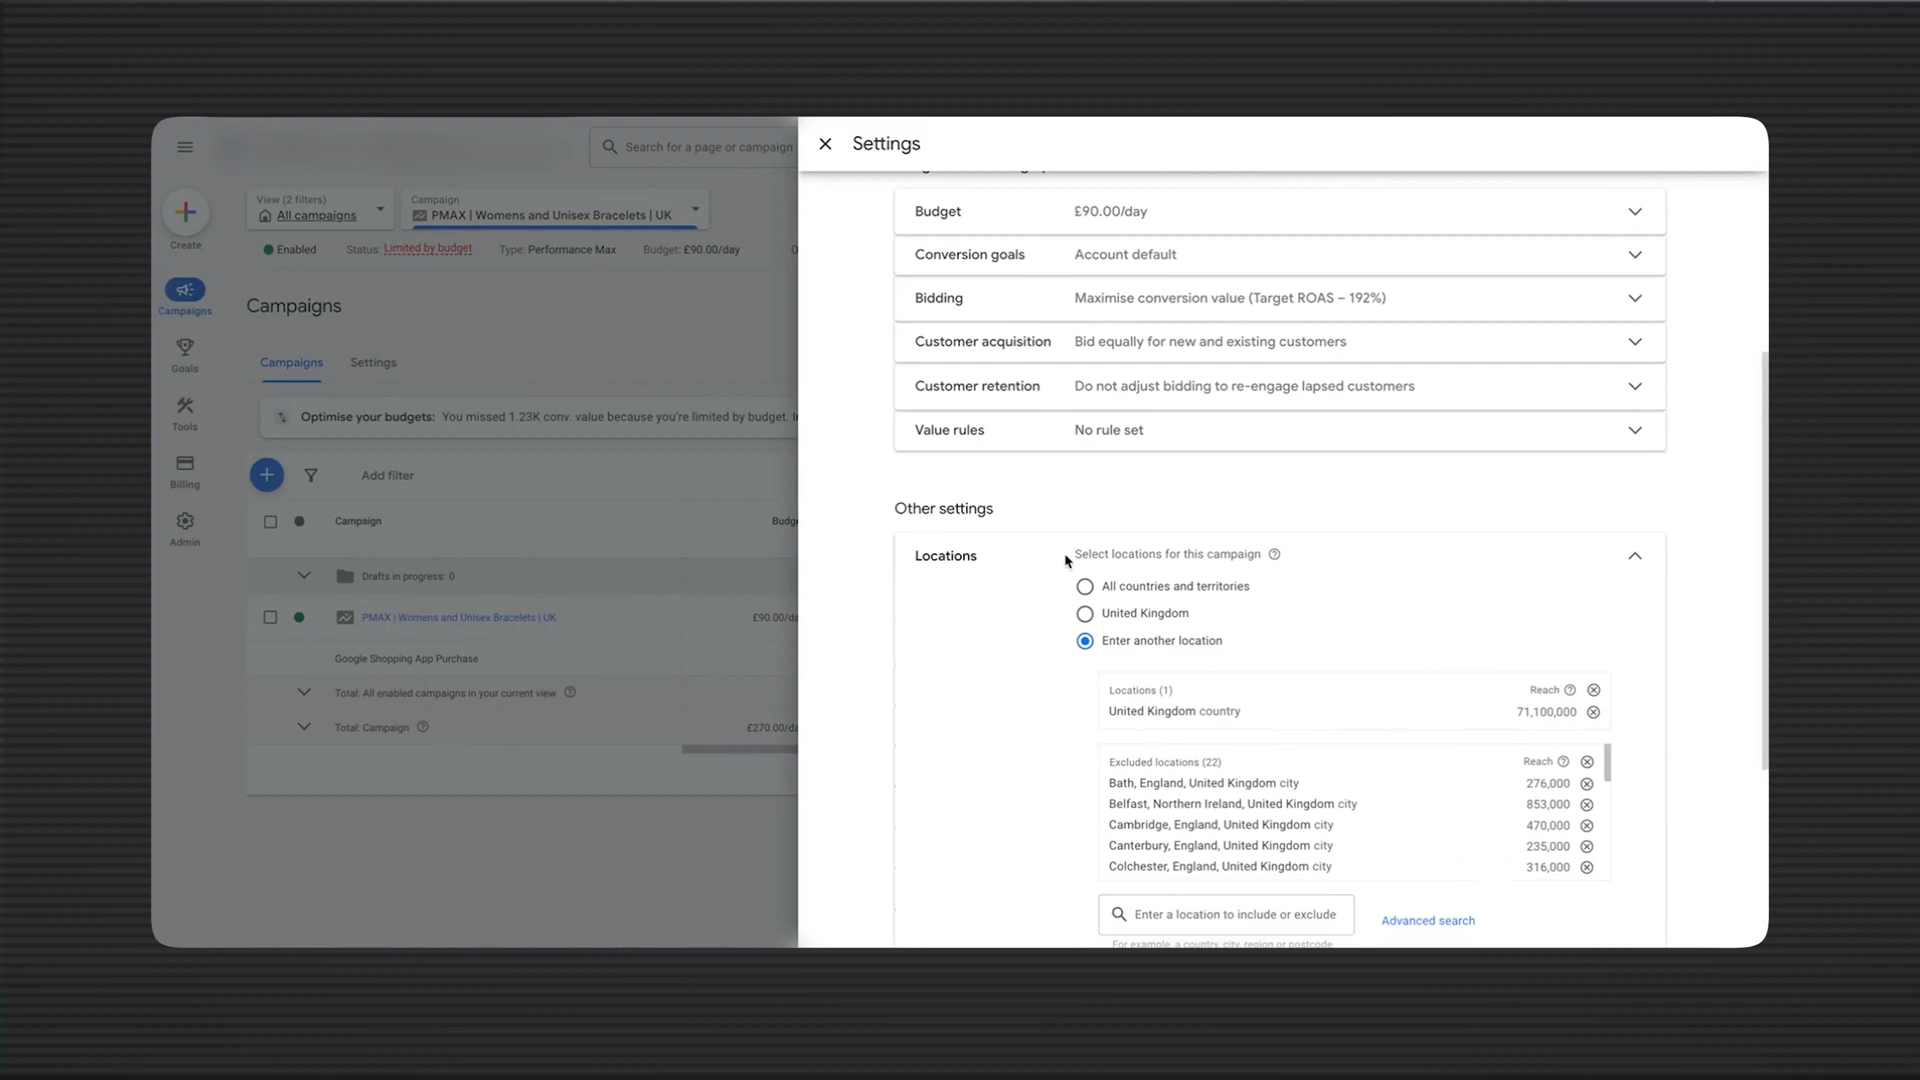 Search for a page or campaign
Create
Campaigns
Goals
Tools
Billing
Admin
View (2 filters)
All campaigns
Campaign
PMAX | Womens and Unisex Bracelets | UK
Enabled
Status: Limited by budget
Type: Performance Max
Budget: £90.00/day
Campaigns
Campaigns
Settings
Optimise your budgets: You missed 1.23K conv. value because you're limited by budget. I
Add filter
Campaign
Budge
Drafts in progress: 0
PMAX | Womens and Unisex Bracelets | UK
£90.00/da
Google Shopping App Purchase
Total: All enabled campaigns in your current view
Total: Campaign
£270.00/da
Settings
Budget £90.00/day
Conversion goals Account default
Bidding Maximise conversion value (Target ROAS – 192%)
Customer acquisition Bid equally for new and existing customers
Customer retention Do not adjust bidding to re-engage lapsed customers
Value rules No rule set
Other settings
Locations
Select locations for this campaign
All countries and territories
United Kingdom
Enter another location
Locations (1) Reach
United Kingdom country 71,100,000
Excluded locations (22) Reach
Bath, England, United Kingdom city 276,000
Belfast, Northern Ireland, United Kingdom city 853,000
Cambridge, England, United Kingdom city 470,000
Canterbury, England, United Kingdom city 235,000
Colchester, England, United Kingdom city 316,000
Enter a location to include or exclude
Advanced search
For example, a country, city, region or postcode